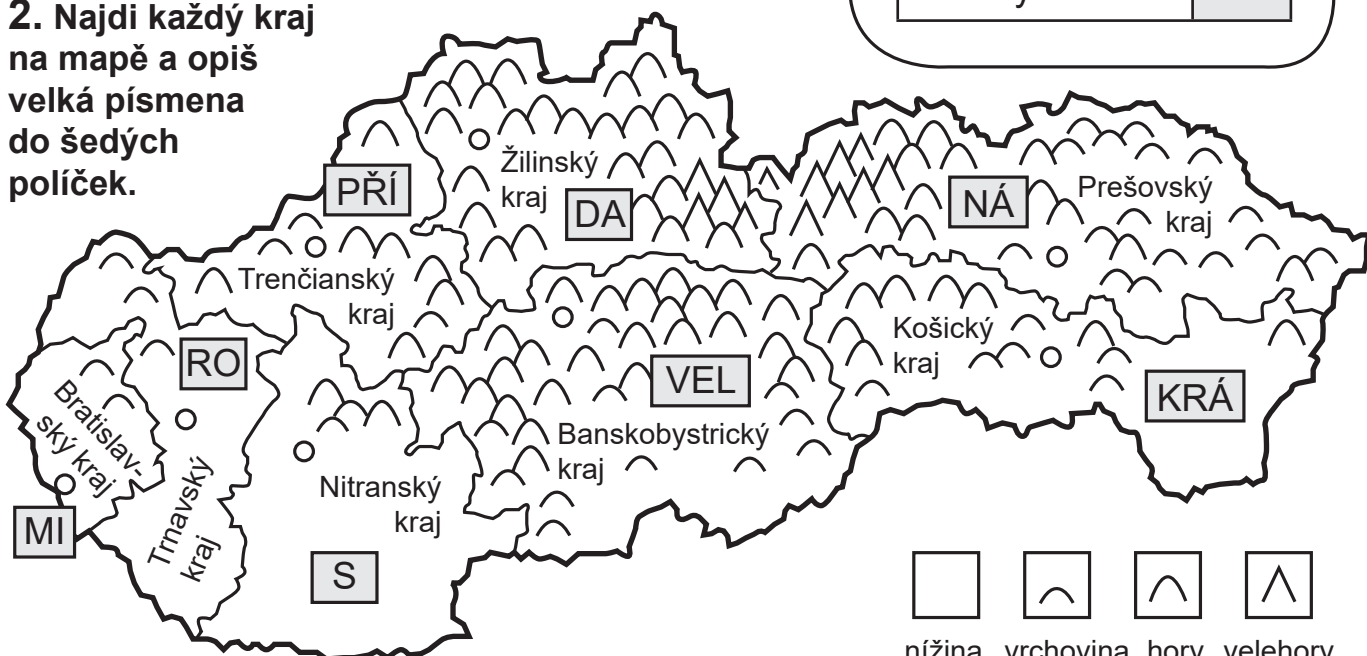 2. Najdi každý kraj
na mapě a opiš
velká písmena
do šedých
políček.
PŘÍ
Žilinský
kraj
DA
NÁ
Prešovský
kraj
Trenčianský
kraj
Košický
kraj
RO
VEL
KRÁ
Bratislav-
ský kraj
Banskobystrický
kraj
Nitranský
kraj
Trnavský
kraj
MI
S
nížina vrchovina hory velehory